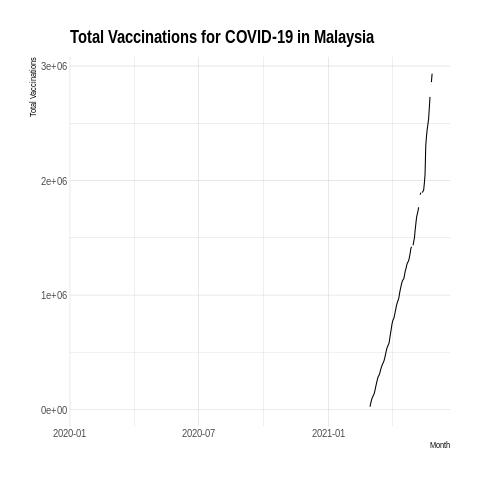 Total Vaccinations for COVID-19 in Malaysia
Total Vaccinations
3e+06
2e+06
1e+06
0e+00
2020-01 2020-07 2021-01
Month